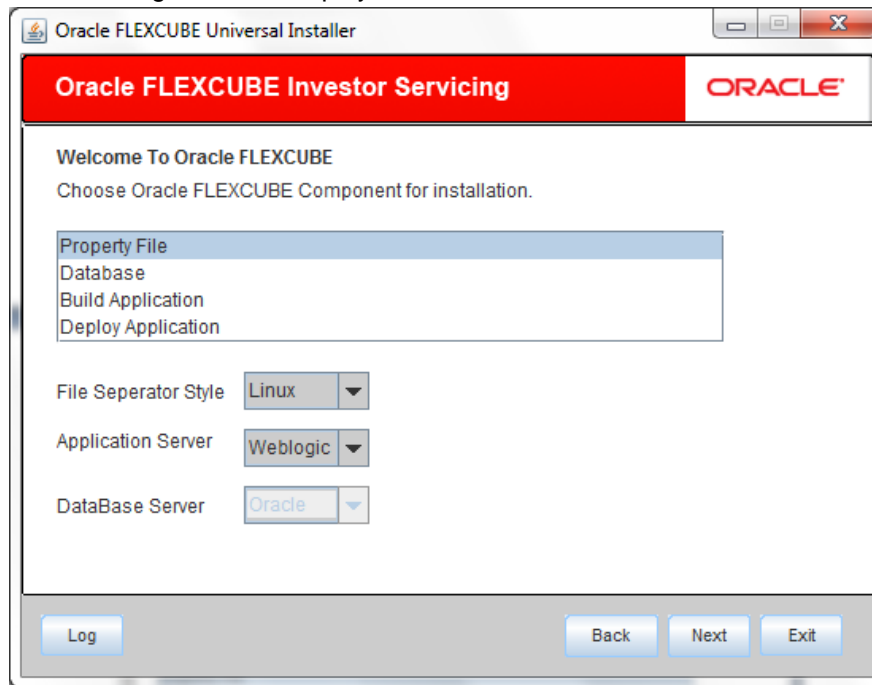 Oracle FLEXCUBE Universal Installer
Oracle FLEXCUBE Investor Servicing
ORACLE
Welcome To Oracle FLEXCUBE
Choose Oracle FLEXCUBE Component for installation.
Property File
Database
Build Application
Deploy Application
File Seperator Style Linux
Application Server Weblogic
DataBase Server Oracle
Log Back Next Exit